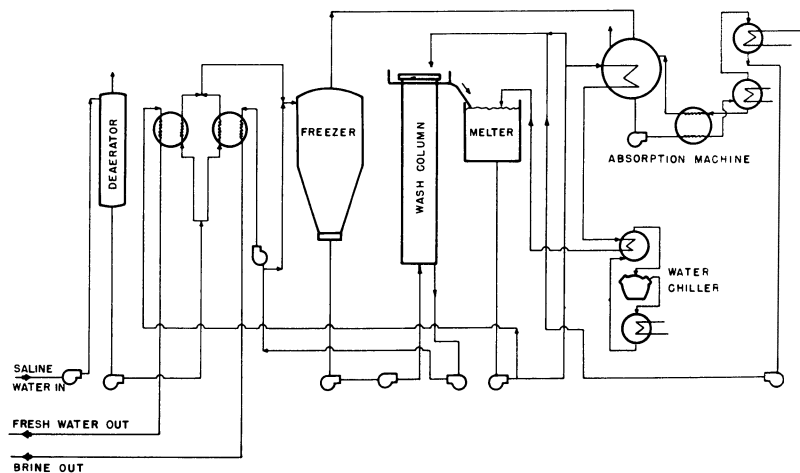 DEAERATOR
FREEZER
WASH COLUMN
MELTER
ABSORPTION MACHINE
WATER
CHILLER
SALINE
WATER IN
FRESH WATER OUT
BRINE OUT